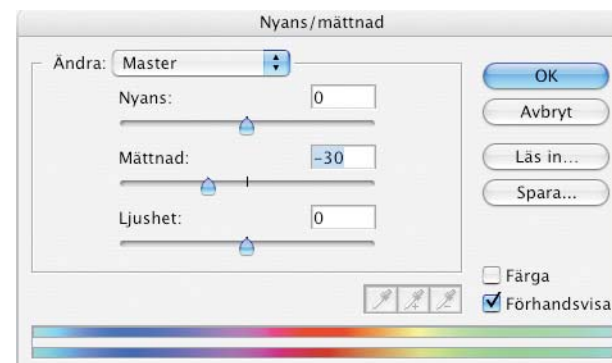 Nyans/mättnad
Ändra: Master
Nyans: 0
Mättnad: -30
Ljushet: 0
OK
Avbryt
Läs in...
Spara...
Färga
Förhandsvisa